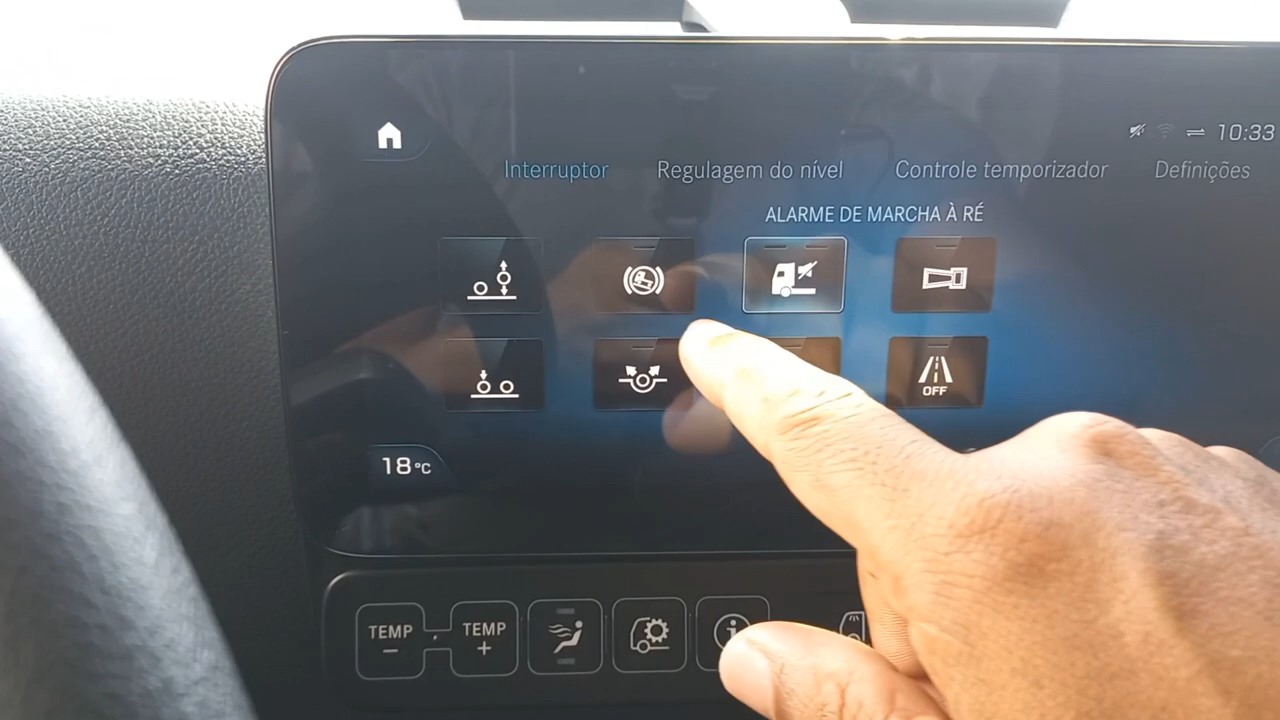 10:33
Interruptor Regulagem do nível Controle temporizador Definições
ALARME DE MARCHA À RÉ
OFF
18°C
TEMP - TEMP +
i